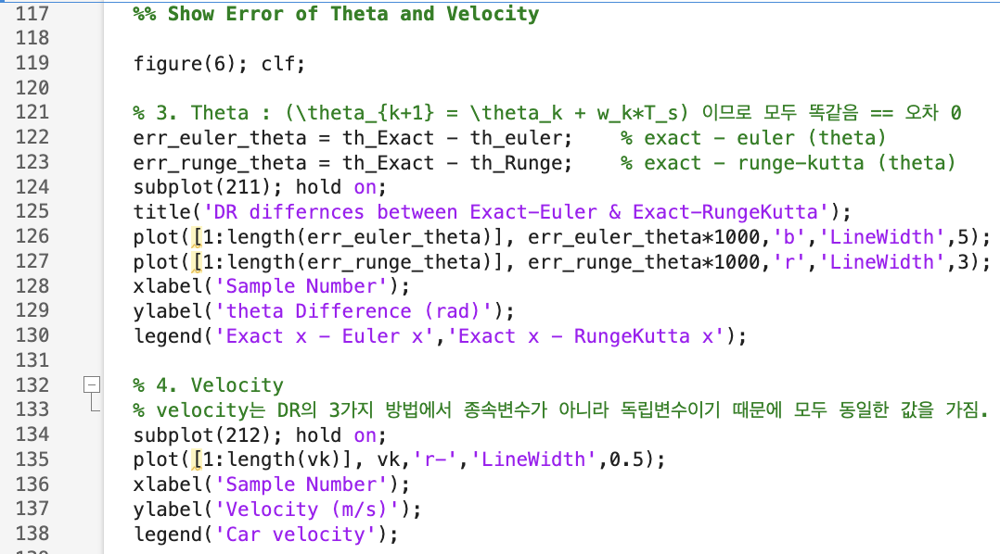 117 %% Show Error of Theta and Velocity
118
119 figure(6); clf;
120
121 % 3. Theta : (\theta_{k+1} = \theta_k + w_k*T_s) 이므로 모두 똑같음 == 오차 0
122 err_euler_theta = th_Exact - th_euler;    % exact - euler (theta)
123 err_runge_theta = th_Exact - th_Runge;    % exact - runge-kutta (theta)
124 subplot(211); hold on;
125 title('DR differnces between Exact-Euler & Exact-RungeKutta');
126 plot([1:length(err_euler_theta)], err_euler_theta*1000,'b','LineWidth',5);
127 plot([1:length(err_runge_theta)], err_runge_theta*1000,'r','LineWidth',3);
128 xlabel('Sample Number');
129 ylabel('theta Difference (rad)');
130 legend('Exact x - Euler x','Exact x - RungeKutta x');
131
132 % 4. Velocity
133 % velocity는 DR의 3가지 방법에서 종속변수가 아니라 독립변수이기 때문에 모두 동일한 값을 가짐.
134 subplot(212); hold on;
135 plot([1:length(vk)], vk,'r-','LineWidth',0.5);
136 xlabel('Sample Number');
137 ylabel('Velocity (m/s)');
138 legend('Car velocity');